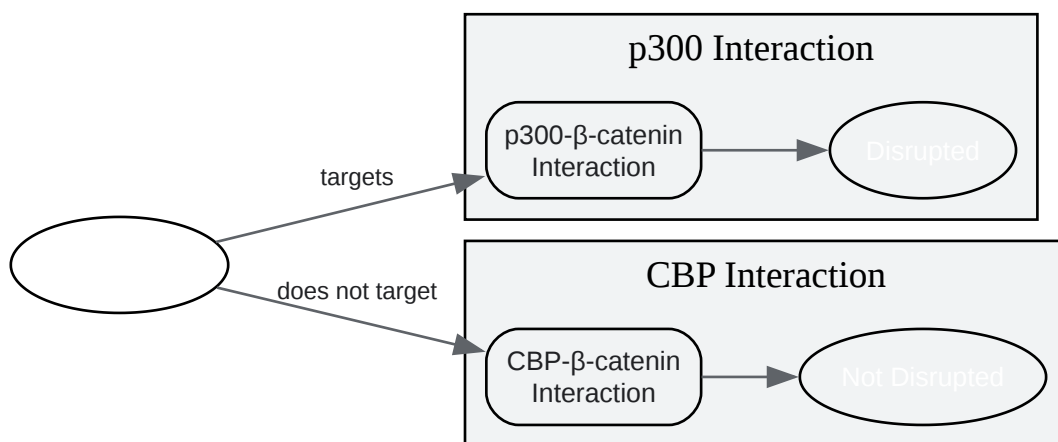 p300 Interaction
p300-β-catenin
Interaction
Disrupted
targets
does not target
CBP Interaction
CBP-β-catenin
Interaction
Not Disrupted